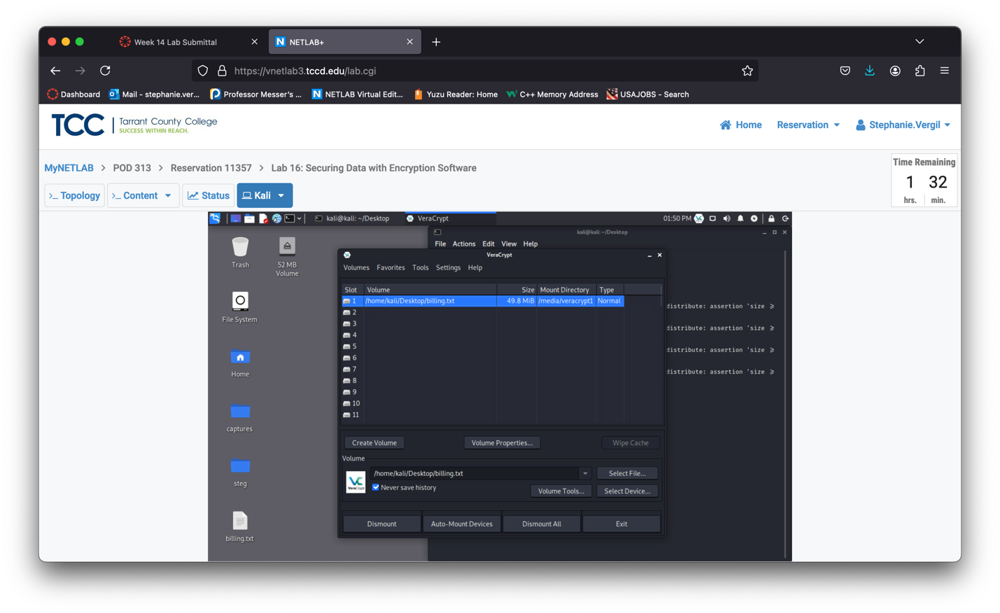 Week 14 Lab Submittal
NETLAB+
https://vnetlab3.tccd.edu/lab.cgi
Dashboard
Mail - stephanie.ver...
Professor Messer's ...
NETLAB Virtual Edit...
Yuzu Reader: Home
C++ Memory Address
USAJOBS - Search
TCC
Tarrant County College
SUCCESS WITHIN REACH.
Home
Reservation
Stephanie.Vergil
MyNETLAB > POD 313 > Reservation 11357 > Lab 16: Securing Data with Encryption Software
Time Remaining
1 32
hrs. min.
>_ Topology
>_ Content
Status
Kali
kali@kali: ~/Desktop
VeraCrypt
01:50 PM
kali@kali: ~/Desktop
File Actions Edit View Help
Trash
52 MB
Volume
File System
Home
captures
steg
billing.txt
VeraCrypt
Volumes Favorites Tools Settings Help
Slot Volume Size Mount Directory Type
1 /home/kali/Desktop/billing.txt 49.8 MiB /media/veracrypt1 Normal
2
3
4
5
6
7
8
9
10
11
distribute: assertion 'size ⩾
distribute: assertion 'size ⩾
distribute: assertion 'size ⩾
distribute: assertion 'size ⩾
Create Volume
Volume Properties...
Wipe Cache
Volume
VeraCrypt
/home/kali/Desktop/billing.txt
Select File...
Never save history
Volume Tools...
Select Device...
Dismount
Auto-Mount Devices
Dismount All
Exit